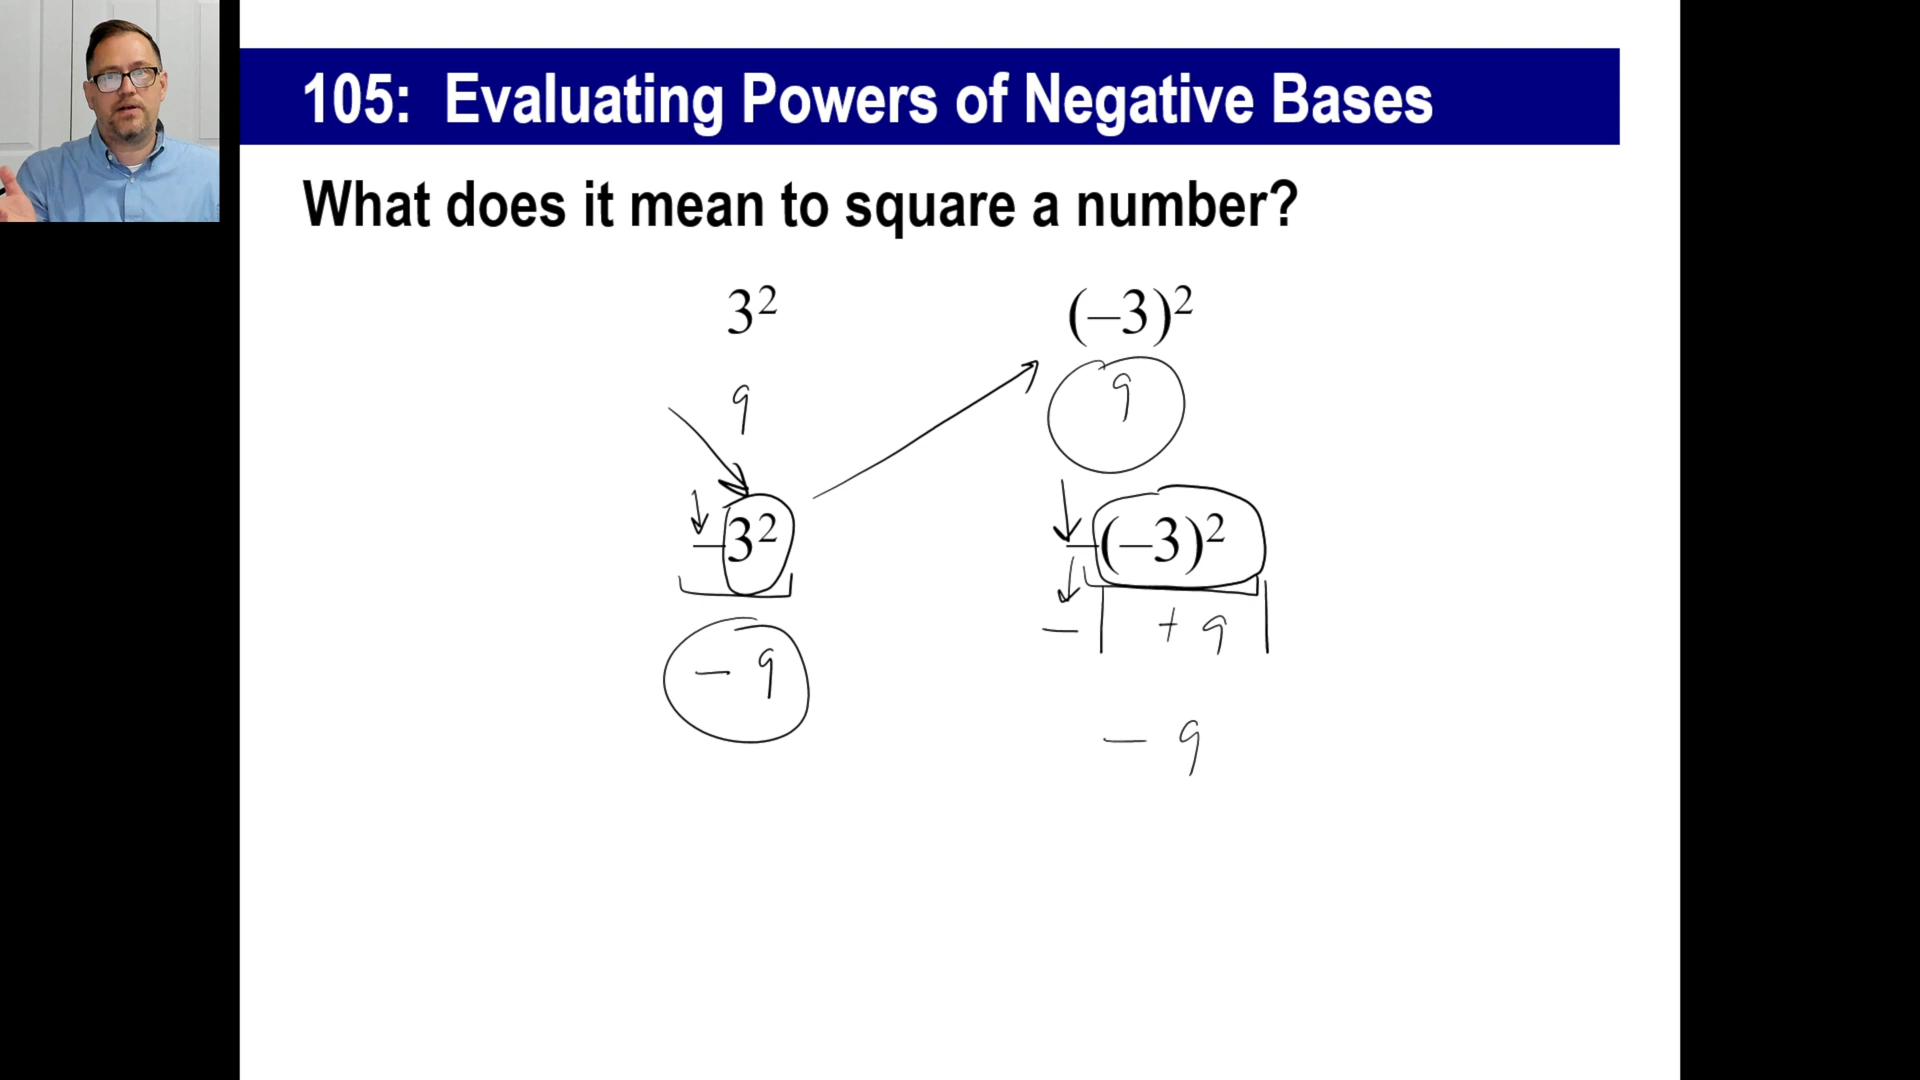 105: Evaluating Powers of Negative Bases
What does it mean to square a number?
3² (–3)²
9 9
–3² –(–3)²
– + 9
– 9
– 9